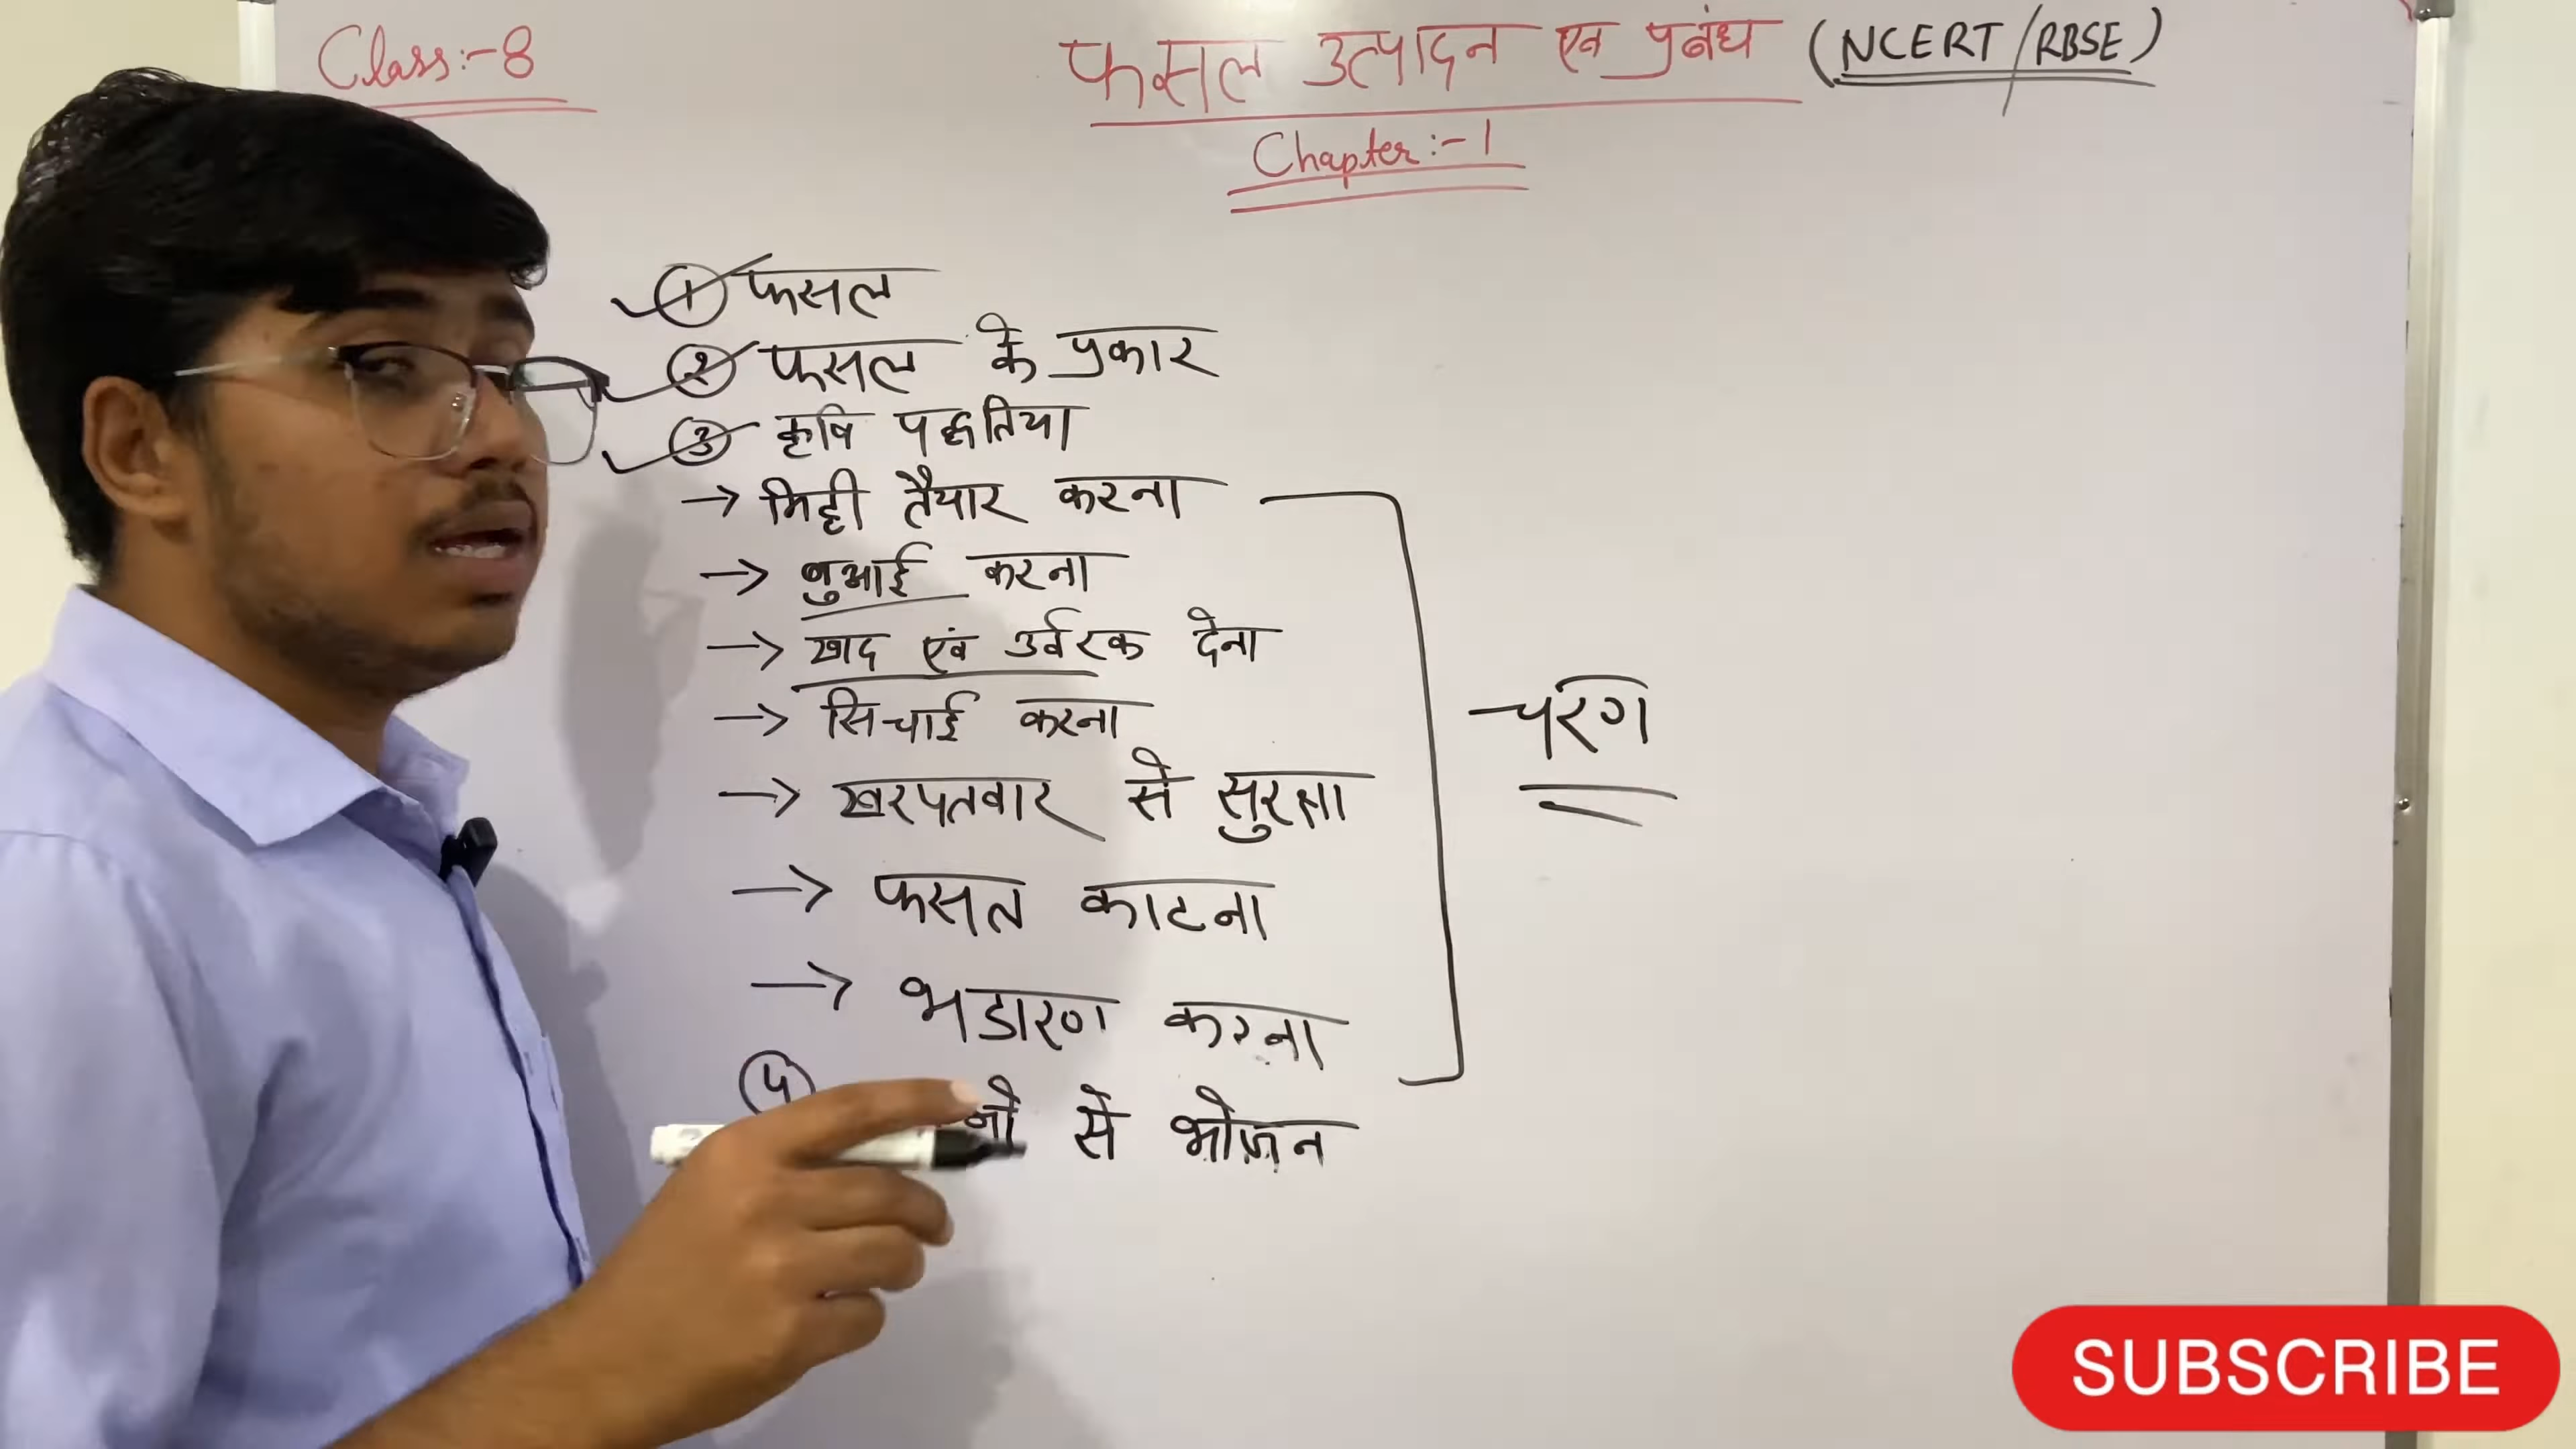 Class:-8
फसल उत्पादन एव प्रबंध (NCERT/RBSE)
Chapter:-1
① फसल
② फसल के प्रकार
③ कृषि पद्धतिया
→ मिट्टी तैयार करना
→ बुआई करना
→ खाद एवं उर्वरक देना
→ सिचाई करना
→ खरपतवार से सुरक्षा
→ फसल काटना
→ भडारण करना
चरण
से भोजन
SUBSCRIBE